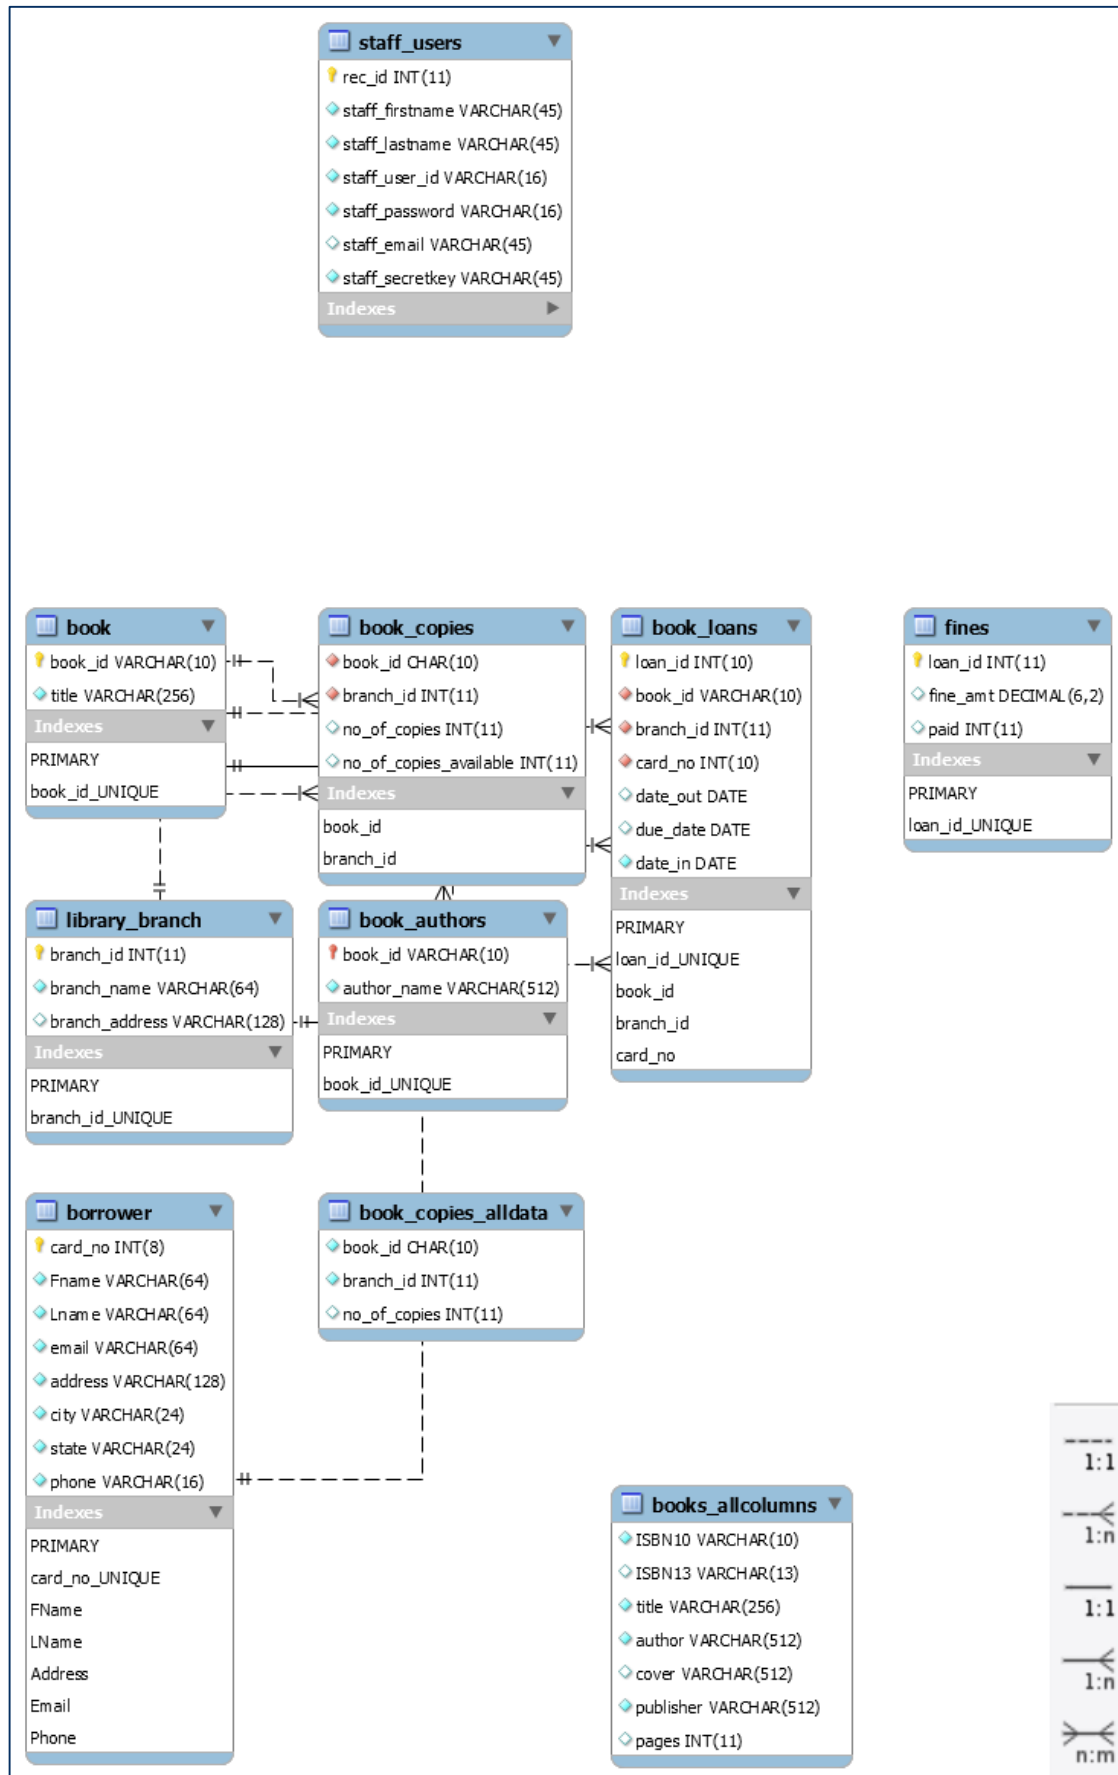 staff_users
rec_id INT(11)
staff_firstname VARCHAR(45)
staff_lastname VARCHAR(45)
staff_user_id VARCHAR(16)
staff_password VARCHAR(16)
staff_email VARCHAR(45)
staff_secretkey VARCHAR(45)
Indexes
book
book_id VARCHAR(10)
title VARCHAR(256)
Indexes
PRIMARY
book_id_UNIQUE
book_copies
book_id CHAR(10)
branch_id INT(11)
no_of_copies INT(11)
no_of_copies_available INT(11)
Indexes
book_id
branch_id
book_loans
loan_id INT(10)
book_id VARCHAR(10)
branch_id INT(11)
card_no INT(10)
date_out DATE
due_date DATE
date_in DATE
Indexes
PRIMARY
loan_id_UNIQUE
book_id
branch_id
card_no
fines
loan_id INT(11)
fine_amt DECIMAL(6,2)
paid INT(11)
Indexes
PRIMARY
loan_id_UNIQUE
library_branch
branch_id INT(11)
branch_name VARCHAR(64)
branch_address VARCHAR(128)
Indexes
PRIMARY
branch_id_UNIQUE
book_authors
book_id VARCHAR(10)
author_name VARCHAR(512)
Indexes
PRIMARY
book_id_UNIQUE
borrower
card_no INT(8)
Fname VARCHAR(64)
Lname VARCHAR(64)
email VARCHAR(64)
address VARCHAR(128)
city VARCHAR(24)
state VARCHAR(24)
phone VARCHAR(16)
Indexes
PRIMARY
card_no_UNIQUE
FName
LName
Address
Email
Phone
book_copies_alldata
book_id CHAR(10)
branch_id INT(11)
no_of_copies INT(11)
books_allcolumns
ISBN10 VARCHAR(10)
ISBN13 VARCHAR(13)
title VARCHAR(256)
author VARCHAR(512)
cover VARCHAR(512)
publisher VARCHAR(512)
pages INT(11)
1:1
1:n
1:1
1:n
n:m